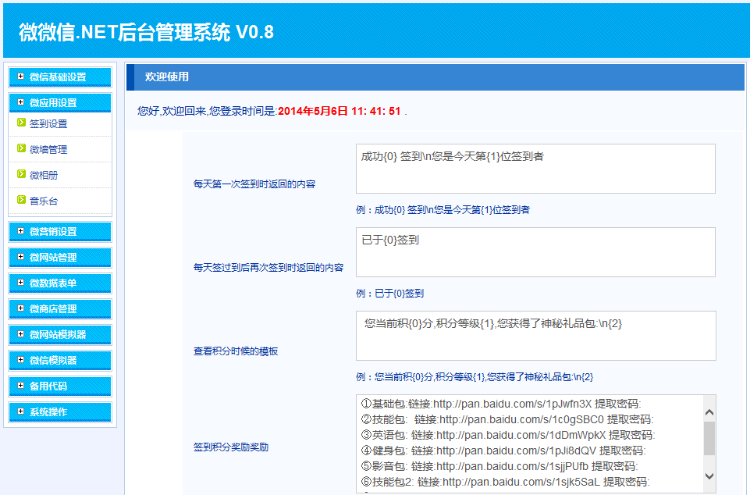 微微信.NET后台管理系统 V0.8
微信基础设置
微应用设置
签到设置
微墙管理
微相册
音乐台
微营销设置
微网站管理
微数据表单
微商店管理
微网站模拟器
微信模拟器
备用代码
系统操作
欢迎使用
您好,欢迎回来,您登录时间是:2014年5月6日 11: 41: 51 .
每天第一次签到时返回的内容
成功{0} 签到\n您是今天第{1}位签到者
例：成功{0} 签到\n您是今天第{1}位签到者
每天签过到后再次签到时返回的内容
已于{0}签到
例：已于{0}签到
查看积分时候的模板
您当前积{0}分,积分等级{1},您获得了神秘礼品包:\n{2}
例：您当前积{0}分,积分等级{1},您获得了神秘礼品包:\n{2}
签到积分奖励奖励
①基础包:链接:http://pan.baidu.com/s/1pJwfn3X 提取密码:
②技能包: 链接:http://pan.baidu.com/s/1c0gSBC0 提取密码:
③英语包: 链接:http://pan.baidu.com/s/1dDmWpkX 提取密码:
④健身包: 链接:http://pan.baidu.com/s/1pJi8dQV 提取密码:
⑤影音包: 链接:http://pan.baidu.com/s/1sjjPUfb 提取密码:
⑥技能包2: 链接:http://pan.baidu.com/s/1sjk5SaL 提取密码: